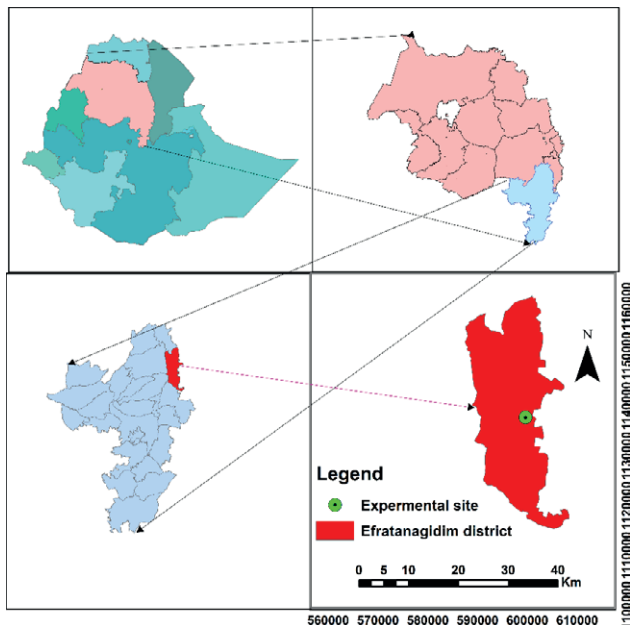 N
Legend
Expermental site
Efratanagidim district
0 5 10 20 30 40
Km
560000 570000 580000 590000 600000 610000
1100000 1110000 1120000 1130000 1140000 1150000 1160000